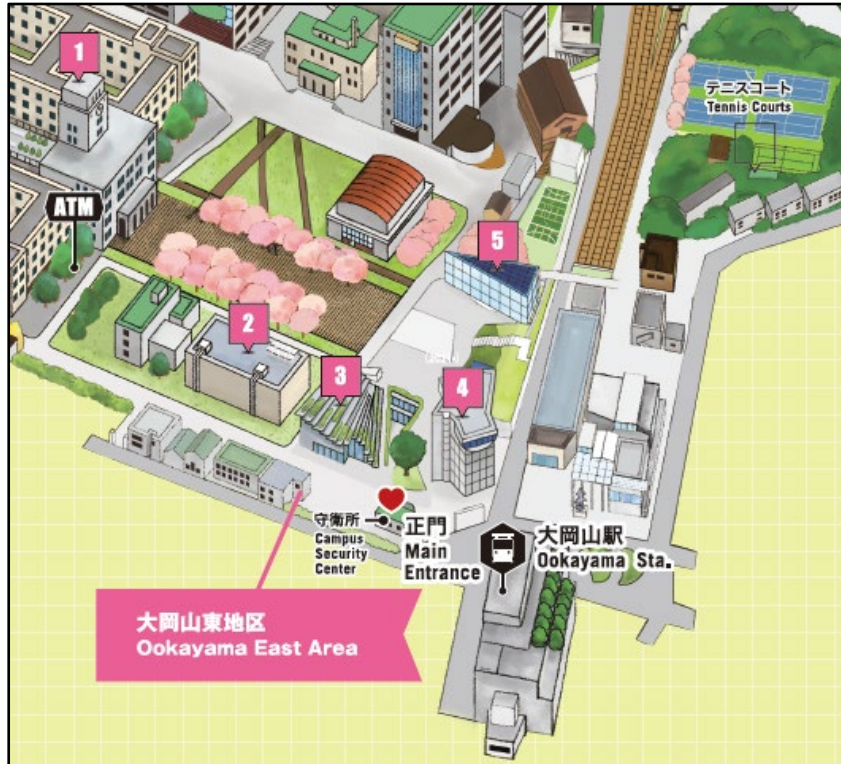 1
テニスコート
Tennis Courts
ATM
5
2
3
4
守衛所
Campus
Security
Center
正門
Main
Entrance
大岡山駅
Ookayama Sta.
大岡山東地区
Ookayama East Area